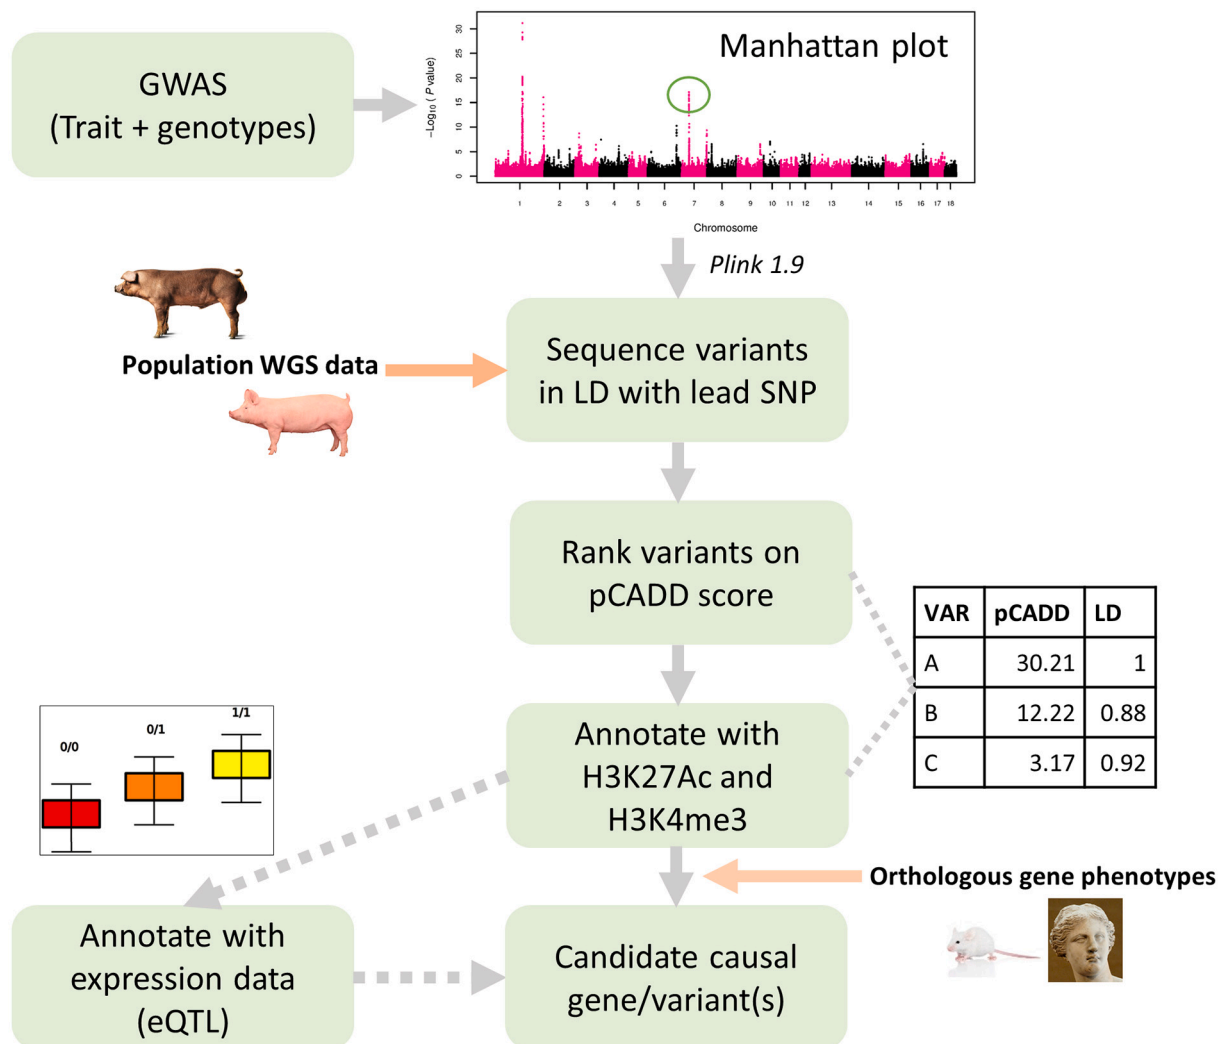 GWAS
(Trait + genotypes)
Manhattan plot
−Log10 ( P value)
30
25
20
15
10
5
0
1 2 3 4 5 6 7 8 9 10 11 12 13 14 15 16 17 18
Chromosome
Plink 1.9
Population WGS data
Sequence variants
in LD with lead SNP
Rank variants on
pCADD score
VAR pCADD LD
A 30.21 1
B 12.22 0.88
C 3.17 0.92
Annotate with
H3K27Ac and
H3K4me3
0/0
0/1
1/1
Orthologous gene phenotypes
Annotate with
expression data
(eQTL)
Candidate causal
gene/variant(s)